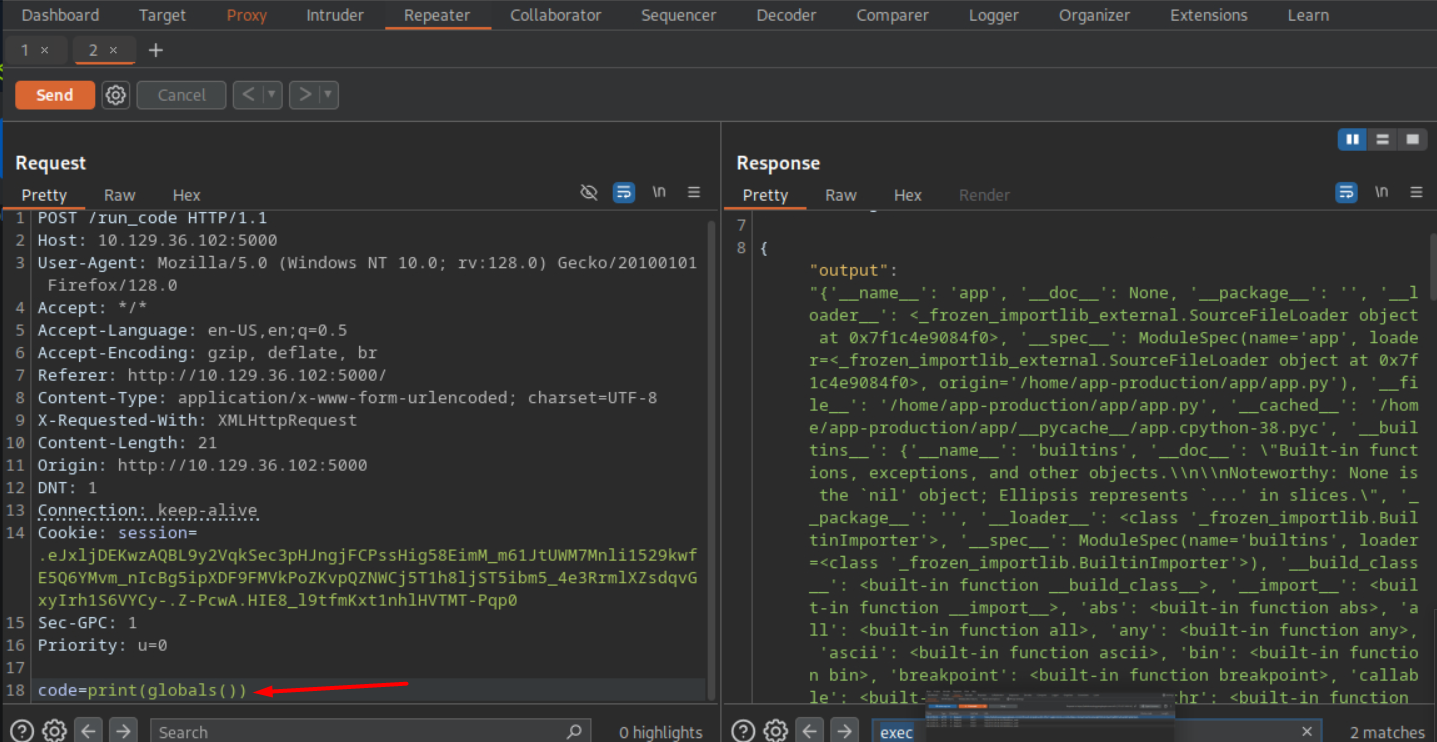 Dashboard Target Proxy Intruder Repeater Collaborator Sequencer Decoder Comparer Logger Organizer Extensions Learn
1 × 2 × +
Send Cancel < >
Request
Pretty Raw Hex \n
1 POST /run_code HTTP/1.1
2 Host: 10.129.36.102:5000
3 User-Agent: Mozilla/5.0 (Windows NT 10.0; rv:128.0) Gecko/20100101
Firefox/128.0
4 Accept: */*
5 Accept-Language: en-US,en;q=0.5
6 Accept-Encoding: gzip, deflate, br
7 Referer: http://10.129.36.102:5000/
8 Content-Type: application/x-www-form-urlencoded; charset=UTF-8
9 X-Requested-With: XMLHttpRequest
10 Content-Length: 21
11 Origin: http://10.129.36.102:5000
12 DNT: 1
13 Connection: keep-alive
14 Cookie: session=
.eJxljDEKwzAQBL9y2VqkSec3pHJngjFCPssHig58EimM_m61JtUWM7Mnli1529kwf
E5Q6YMvm_nIcBg5ipXDF9FMVkPoZKvpQZNWCj5T1h8ljST5ibm5_4e3RrmlXZsdqvG
xyIrh1S6VYCy-.Z-PcwA.HIE8_l9tfmKxt1nhlHVTMT-Pqp0
15 Sec-GPC: 1
16 Priority: u=0
17
18 code=print(globals())
Search 0 highlights
Response
Pretty Raw Hex Render \n
7
8 {
"output":
"{'__name__': 'app', '__doc__': None, '__package__': '', '__l
oader__': <_frozen_importlib_external.SourceFileLoader object
at 0x7f1c4e9084f0>, '__spec__': ModuleSpec(name='app', loade
r=<_frozen_importlib_external.SourceFileLoader object at 0x7f
1c4e9084f0>, origin='/home/app-production/app/app.py'), '__fi
le__': '/home/app-production/app/app.py', '__cached__': '/hom
e/app-production/app/__pycache__/app.cpython-38.pyc', '__buil
tins__': {'__name__': 'builtins', '__doc__': \"Built-in funct
ions, exceptions, and other objects.\\n\\nNoteworthy: None is
the `nil' object; Ellipsis represents `...' in slices.\", '_
_package__': '', '__loader__': <class '_frozen_importlib.Buil
tinImporter'>, '__spec__': ModuleSpec(name='builtins', loader
=<class '_frozen_importlib.BuiltinImporter'>), '__build_class
__': <built-in function __build_class__>, '__import__': <buil
t-in function __import__>, 'abs': <built-in function abs>, 'a
ll': <built-in function all>, 'any': <built-in function any>,
'ascii': <built-in function ascii>, 'bin': <built-in functio
n bin>, 'breakpoint': <built-in function breakpoint>, 'callab
le': <built- hr': <built-in function
exec × 2 matches